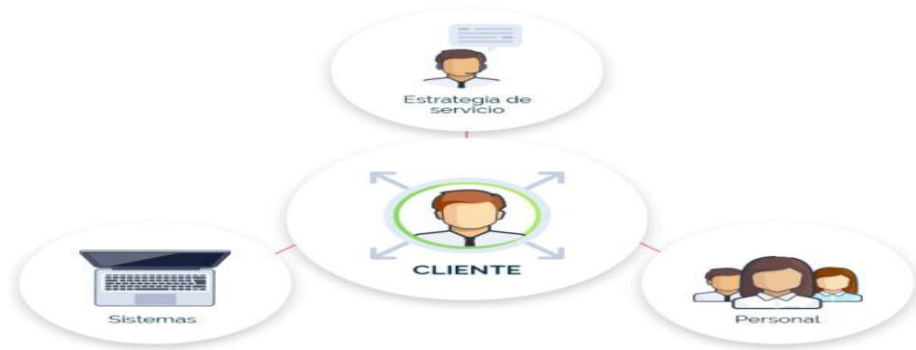 Estrategia de
servicio
CLIENTE
Sistemas
Personal